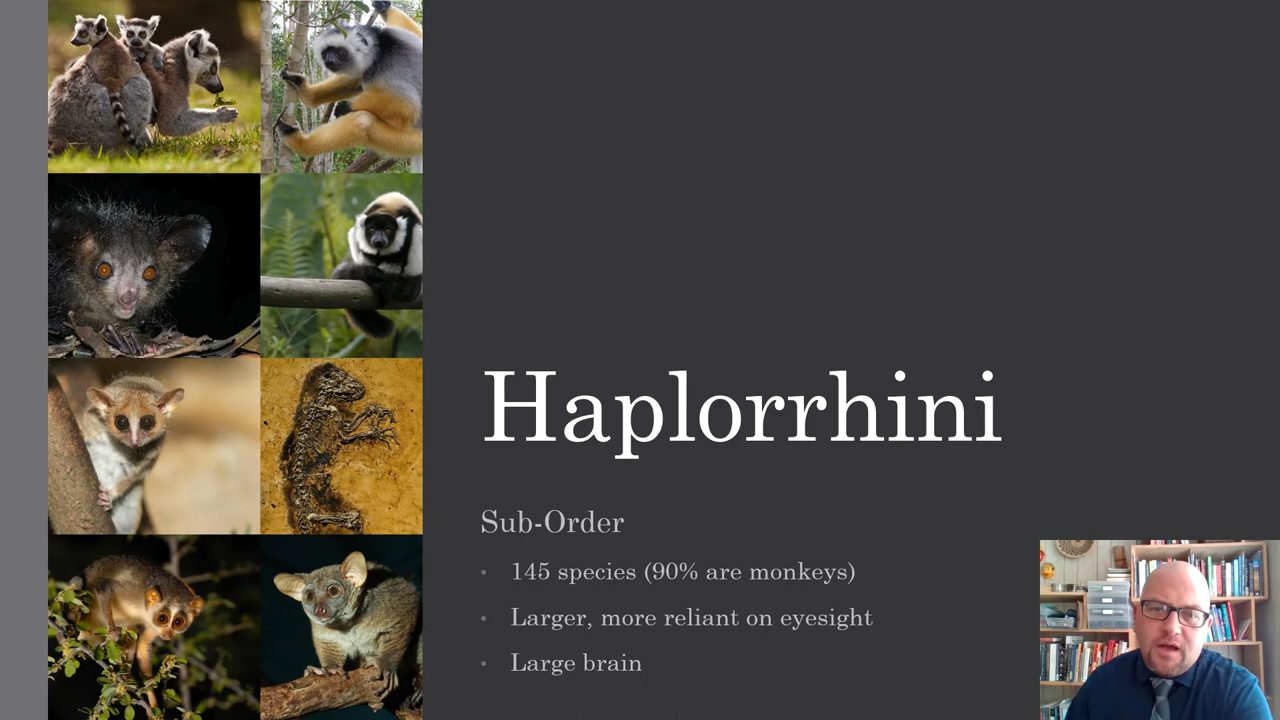 Haplorrhini
Sub-Order
• 145 species (90% are monkeys)
• Larger, more reliant on eyesight
• Large brain